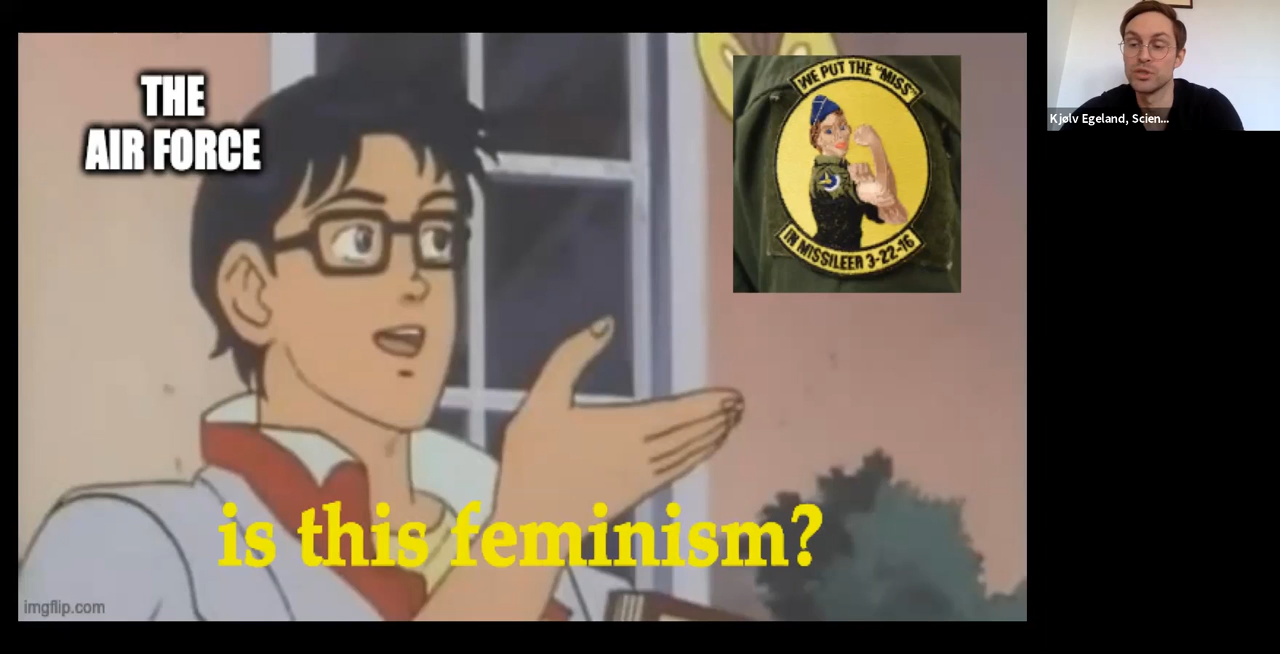 THE
AIR FORCE
WE PUT THE "MISS"
IN MISSILEER 3-22-16
is this feminism?
imgflip.com
Kjølv Egeland, Scien...